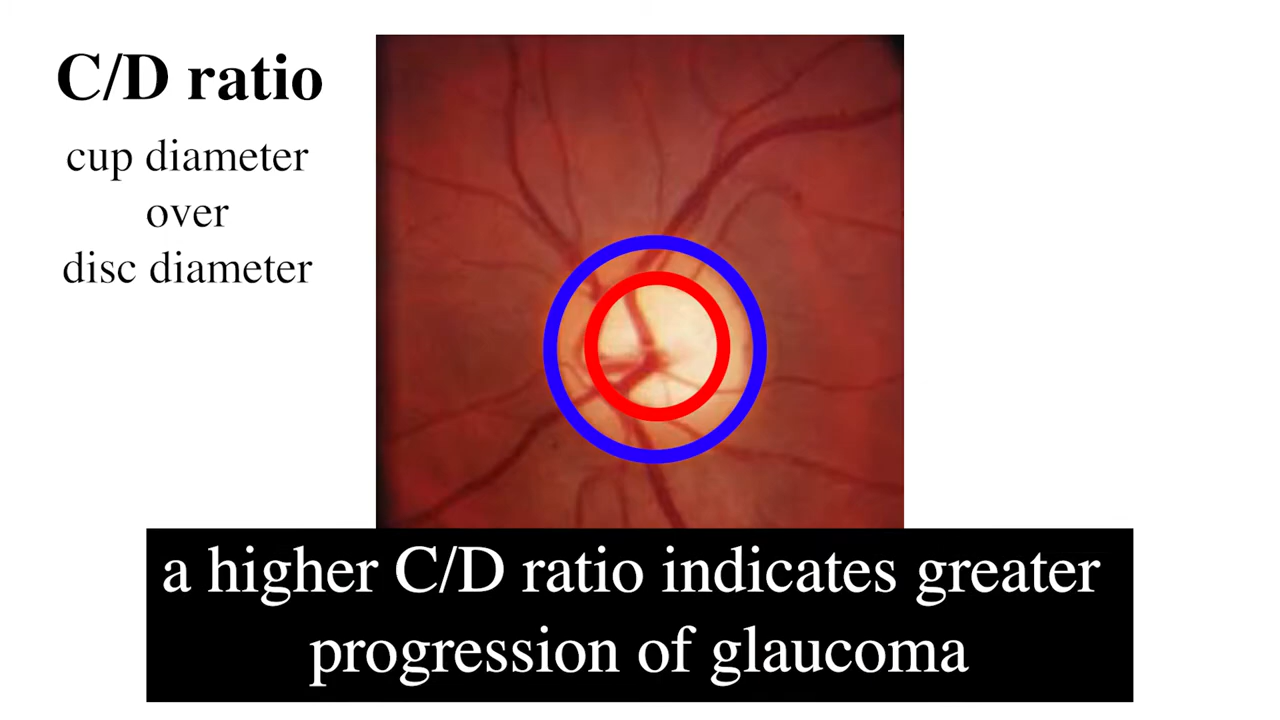 C/D ratio
cup diameter
over
disc diameter
a higher C/D ratio indicates greater
progression of glaucoma